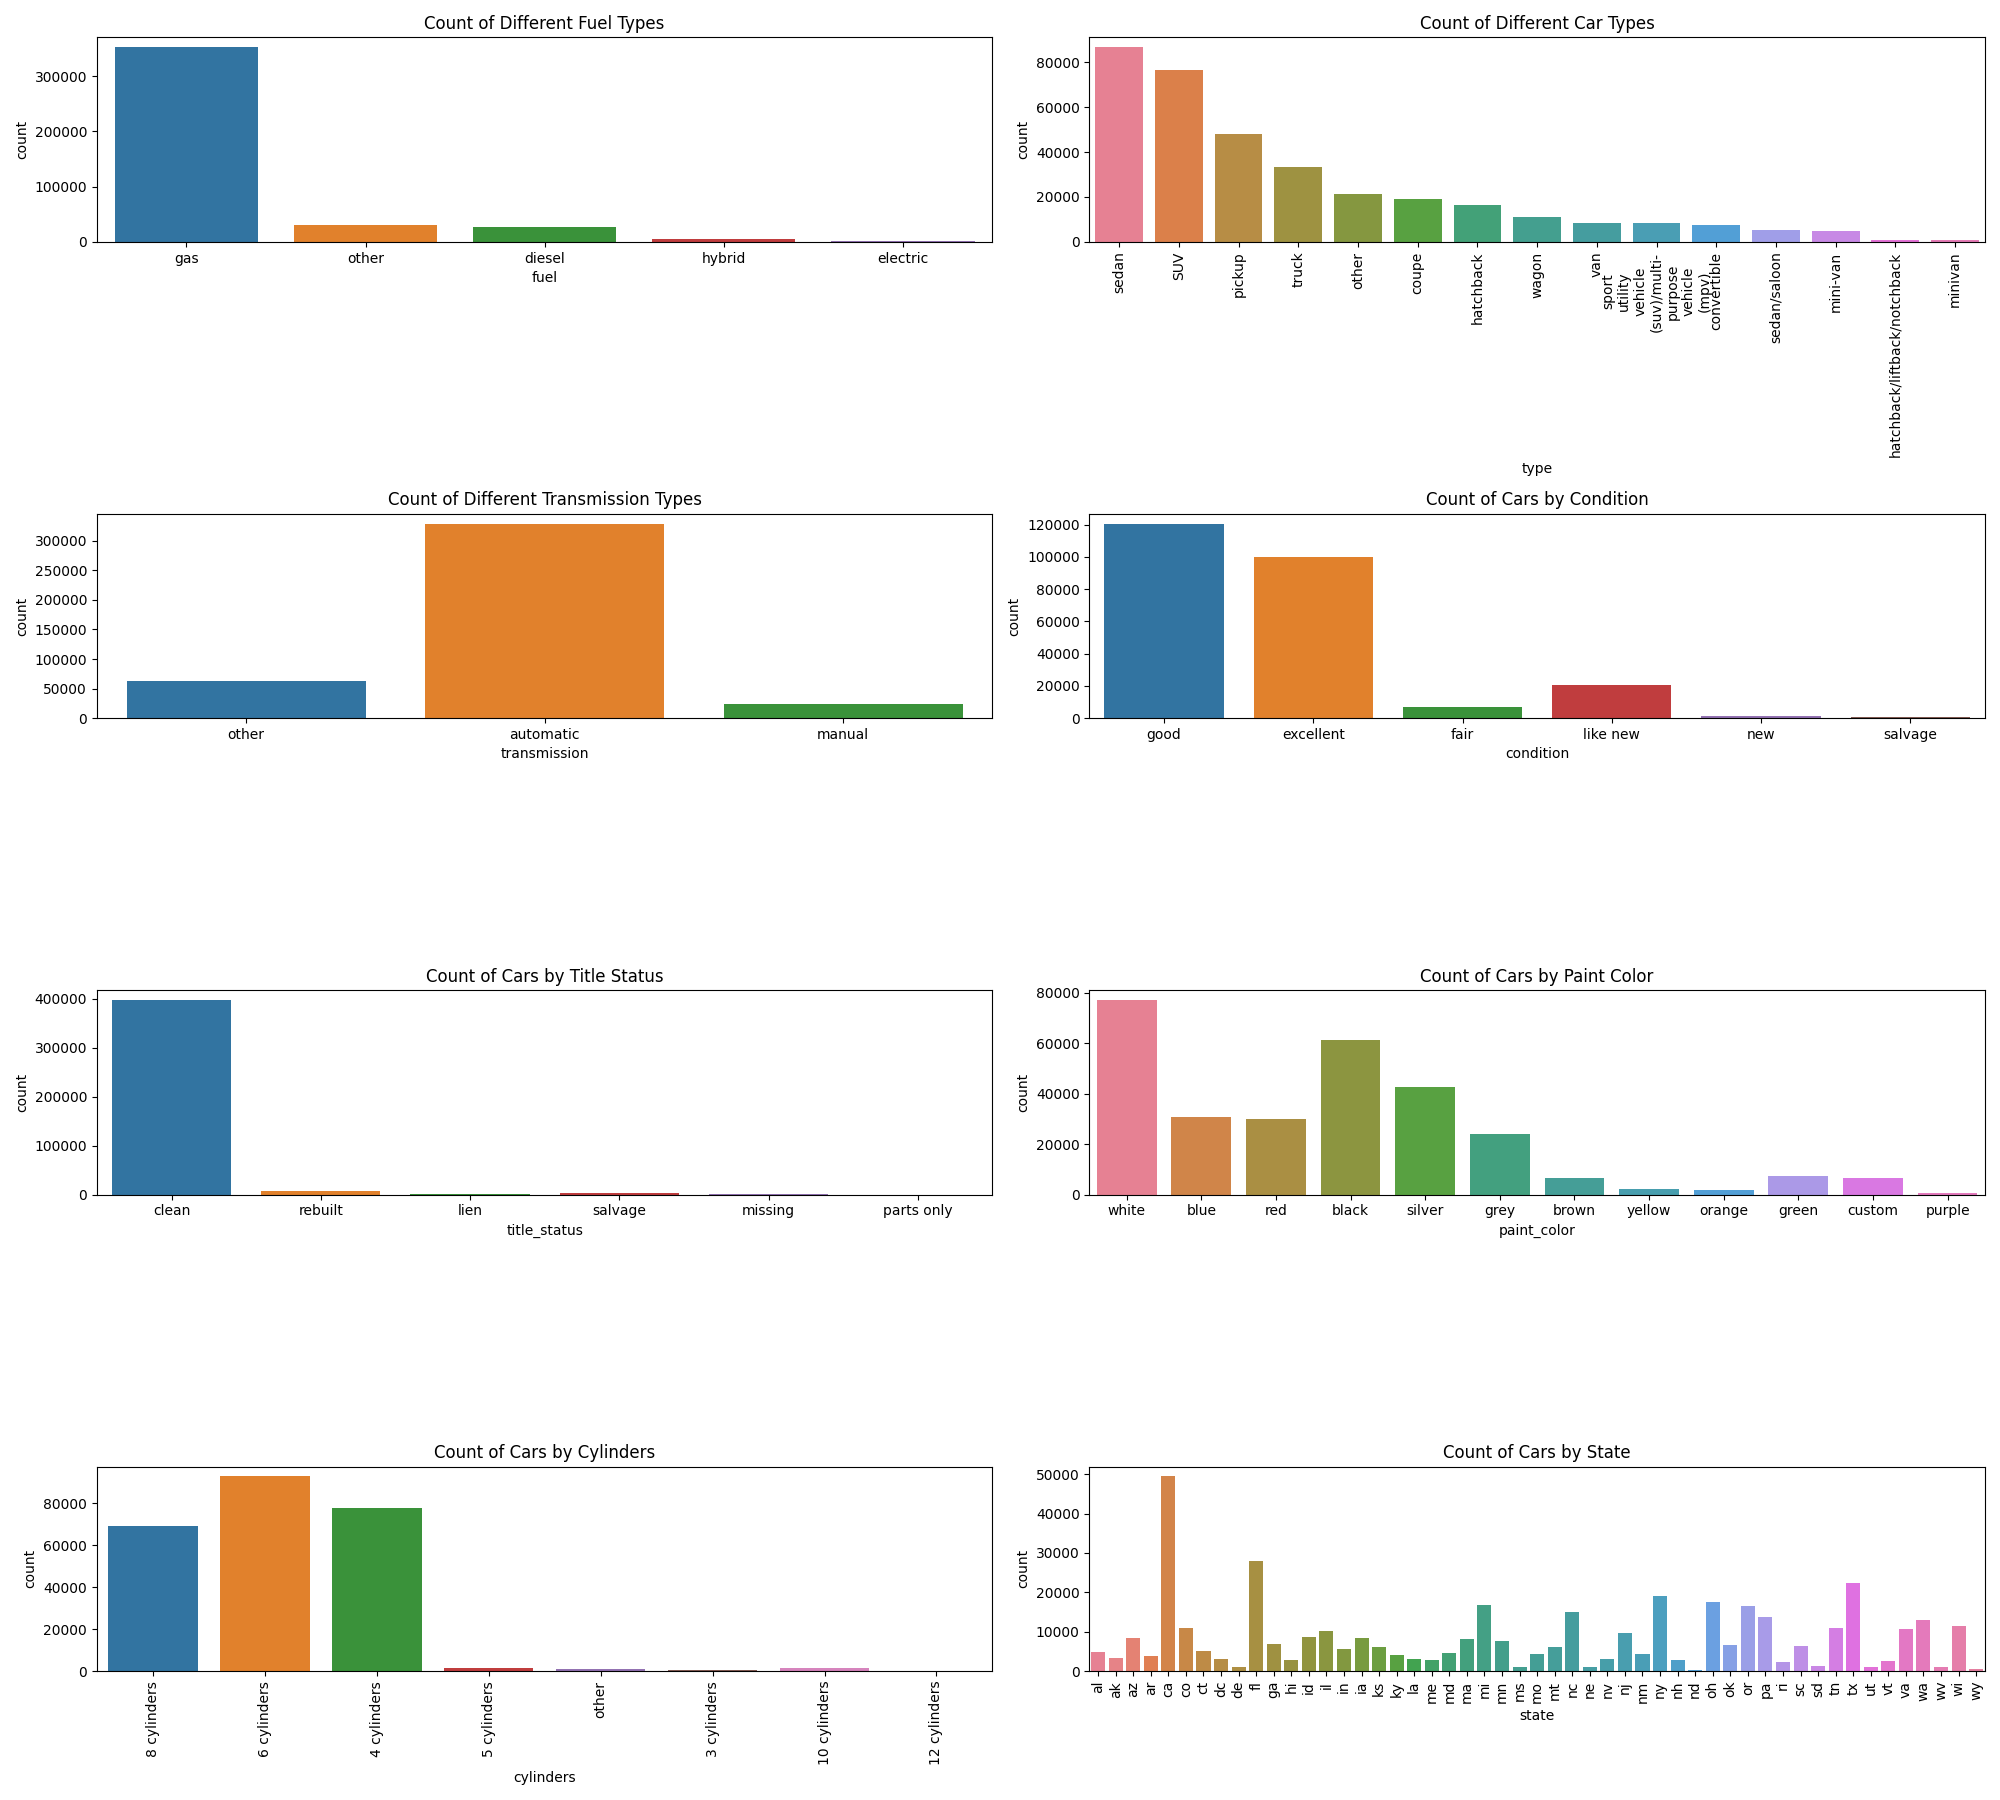 Count of Different Fuel Types
count
300000
200000
100000
0
gas
other
diesel
hybrid
electric
fuel
Count of Different Car Types
count
80000
60000
40000
20000
0
sedan
SUV
pickup
truck
other
coupe
hatchback
wagon
van
sport
utility
vehicle
(suv)/multi-
purpose
vehicle
(mpv)
convertible
sedan/saloon
mini-van
hatchback/liftback/notchback
minivan
type
Count of Different Transmission Types
count
300000
250000
200000
150000
100000
50000
0
other
automatic
manual
transmission
Count of Cars by Condition
count
120000
100000
80000
60000
40000
20000
0
good
excellent
fair
like new
new
salvage
condition
Count of Cars by Title Status
count
400000
300000
200000
100000
0
clean
rebuilt
lien
salvage
missing
parts only
title_status
Count of Cars by Paint Color
count
80000
60000
40000
20000
0
white
blue
red
black
silver
grey
brown
yellow
orange
green
custom
purple
paint_color
Count of Cars by Cylinders
count
80000
60000
40000
20000
0
8 cylinders
6 cylinders
4 cylinders
5 cylinders
other
3 cylinders
10 cylinders
12 cylinders
cylinders
Count of Cars by State
count
50000
40000
30000
20000
10000
0
al
ak
az
ar
ca
co
ct
dc
de
fl
ga
hi
id
il
in
ia
ks
ky
la
me
md
ma
mi
mn
ms
mo
mt
nc
ne
nv
nj
nm
ny
nh
nd
oh
ok
or
pa
ri
sc
sd
tn
tx
ut
vt
va
wa
wv
wi
wy
state